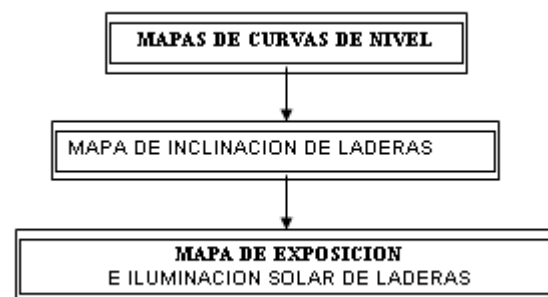 MAPAS DE CURVAS DE NIVEL
MAPA DE INCLINACION DE LADERAS
MAPA DE EXPOSICION
E ILUMINACION SOLAR DE LADERAS